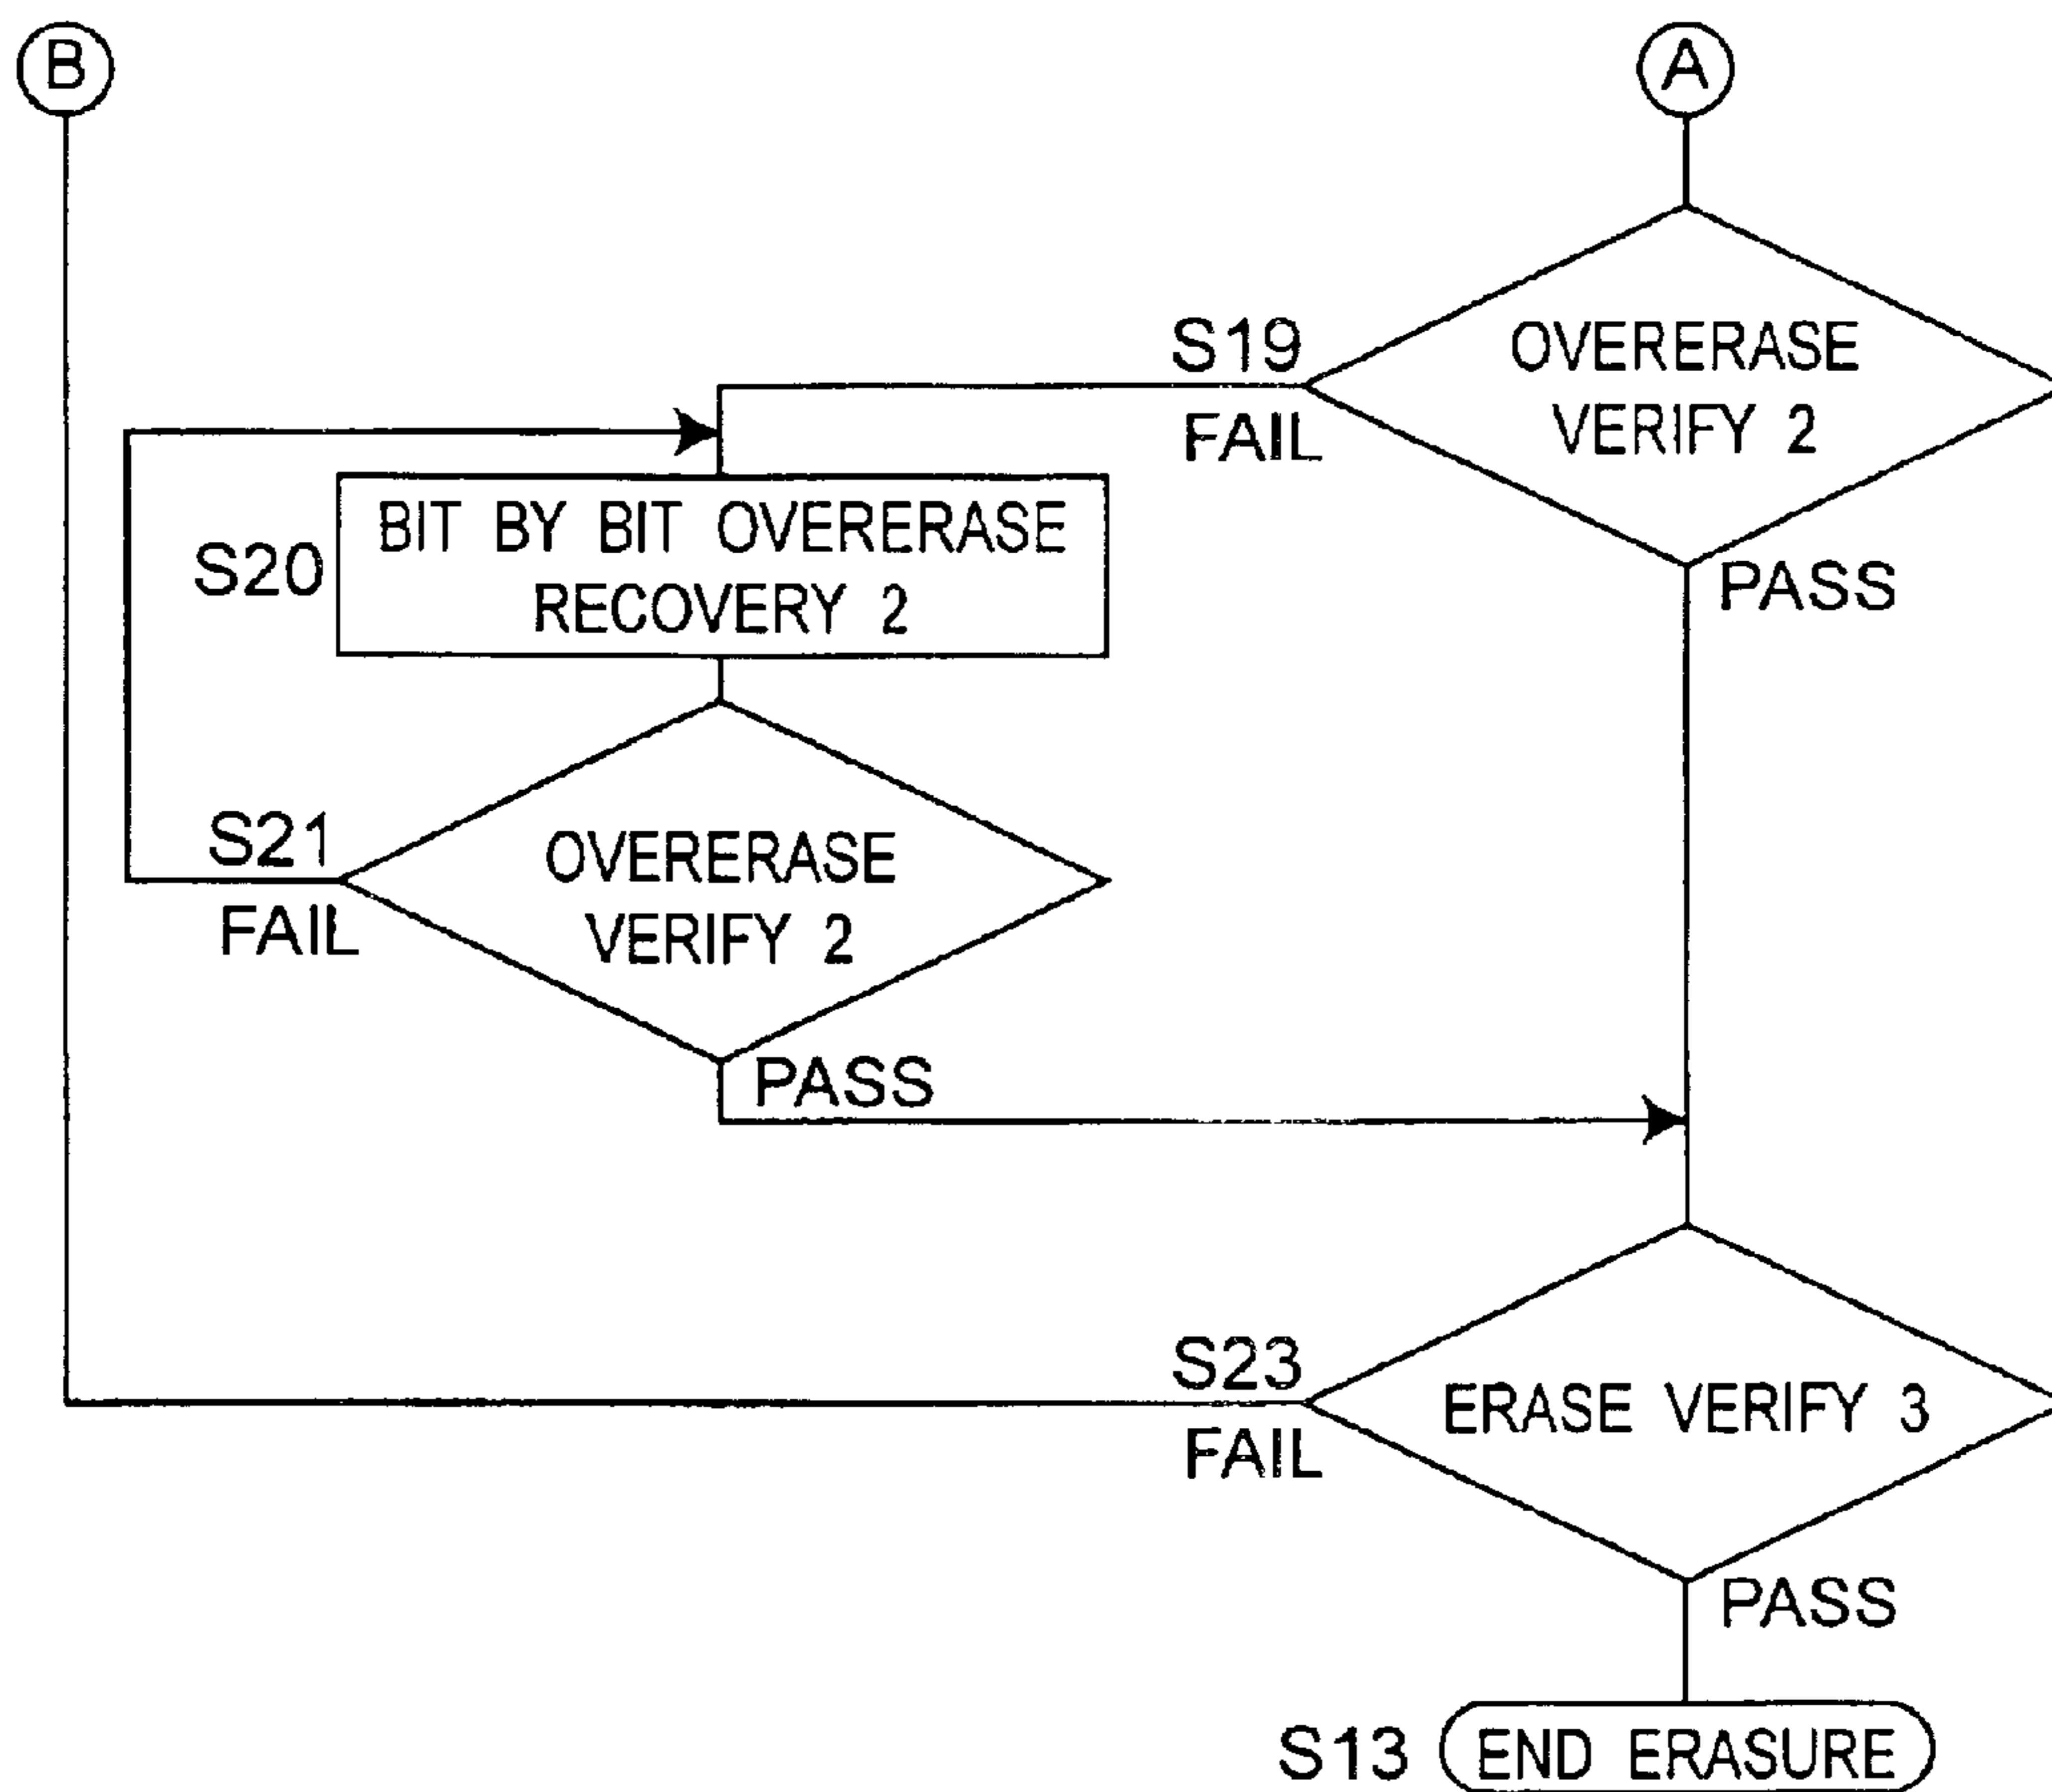 B
A
S19
OVERERASE
VERIFY 2
FAIL
PASS
S20
BIT BY BIT OVERERASE
RECOVERY 2
S21
OVERERASE
VERIFY 2
FAIL
PASS
S23
ERASE VERIFY 3
FAIL
PASS
S13
END ERASURE